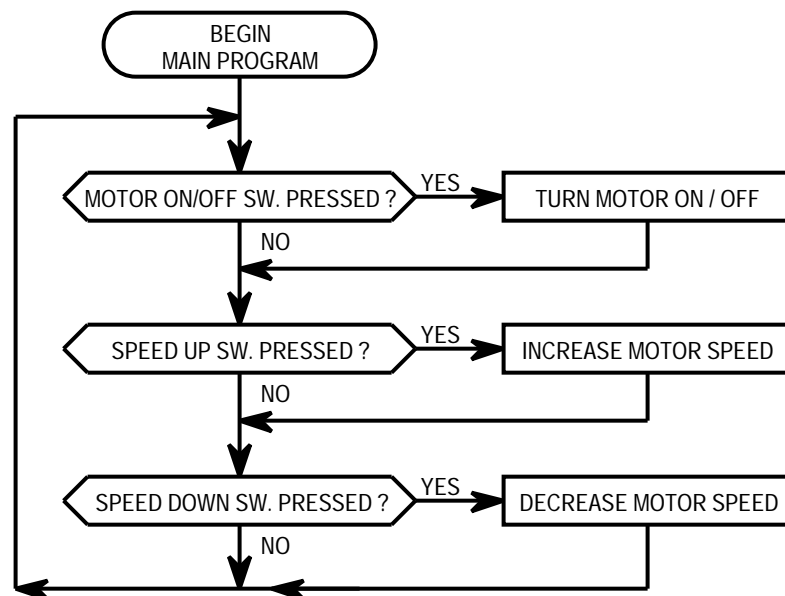 BEGIN
MAIN PROGRAM
MOTOR ON/OFF SW. PRESSED ?
YES
TURN MOTOR ON / OFF
NO
SPEED UP SW. PRESSED ?
YES
INCREASE MOTOR SPEED
NO
SPEED DOWN SW. PRESSED ?
YES
DECREASE MOTOR SPEED
NO